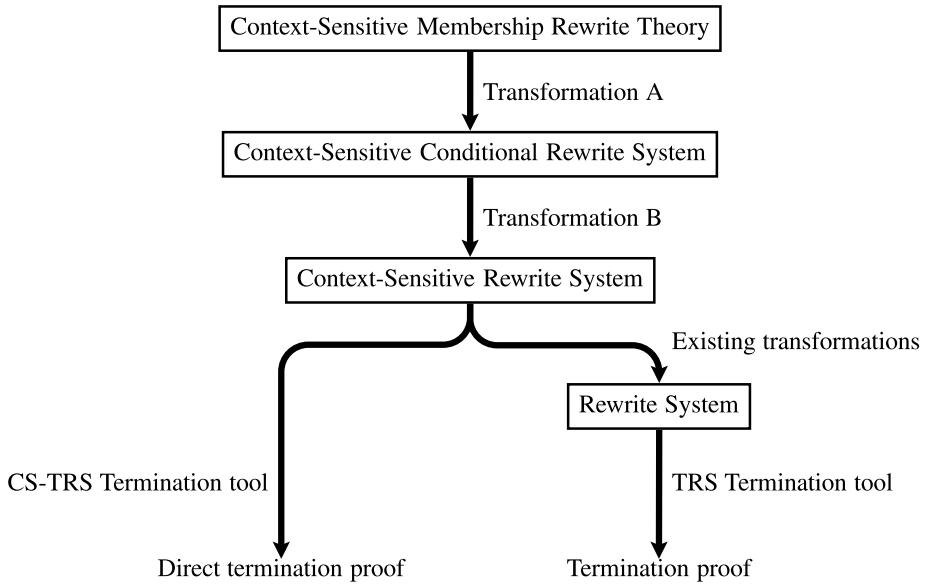 Context-Sensitive Membership Rewrite Theory
Transformation A
Context-Sensitive Conditional Rewrite System
Transformation B
Context-Sensitive Rewrite System
Existing transformations
Rewrite System
CS-TRS Termination tool
TRS Termination tool
Direct termination proof
Termination proof